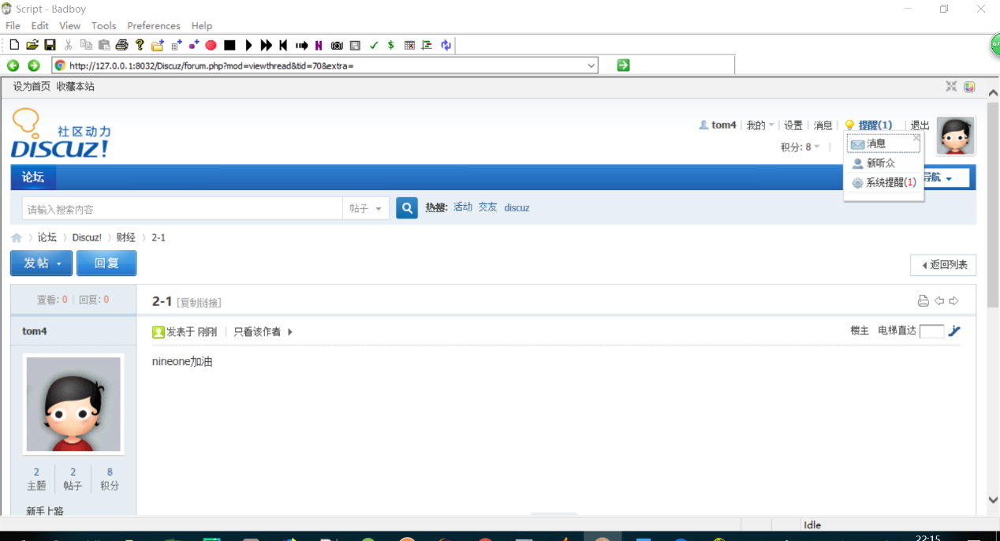 Script - Badboy
File Edit View Tools Preferences Help
N $
http://127.0.0.1:8032/Discuz/forum.php?mod=viewthread&tid=70&extra=
设为首页 收藏本站
社区动力
DISCUZ!
tom4 我的 设置 消息 提醒(1) 退出
积分: 8
消息
新听众
系统提醒(1)
论坛
导航
请输入搜索内容 帖子 热搜: 活动 交友 discuz
论坛 Discuz! 财经 2-1
发帖 回复
返回列表
查看: 0 回复: 0
2-1 [复制链接]
tom4
发表于 刚刚 只看该作者
楼主 电梯直达
nineone加油
2 2 8
主题 帖子 积分
新手上路
Idle
22:15